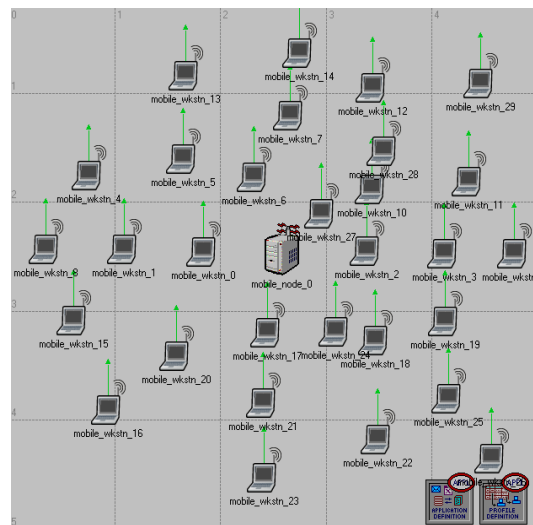 0 1 2 3 4
mobile_wkstn_14
mobile_wkstn_13
mobile_wkstn_29
1
mobile_wkstn_12
mobile_wkstn_7
mobile_wkstn_28
mobile_wkstn_5
mobile_wkstn_4
mobile_wkstn_6
mobile_wkstn_11
2
mobile_wkstn_10
mobile_wkstn_27
mobile_wkstn_8
mobile_wkstn_1
mobile_wkstn_0
mobile_wkstn_2
mobile_wkstn_3
mobile_wkstn
mobile_node_0
3
mobile_wkstn_15
mobile_wkstn_17
mobile_wkstn_24
mobile_wkstn_19
mobile_wkstn_18
mobile_wkstn_20
4
mobile_wkstn_25
mobile_wkstn_21
mobile_wkstn_16
mobile_wkstn_22
mobile_wkstn_23
APPLICATION
DEFINITION
PROFILE
DEFINITION
5